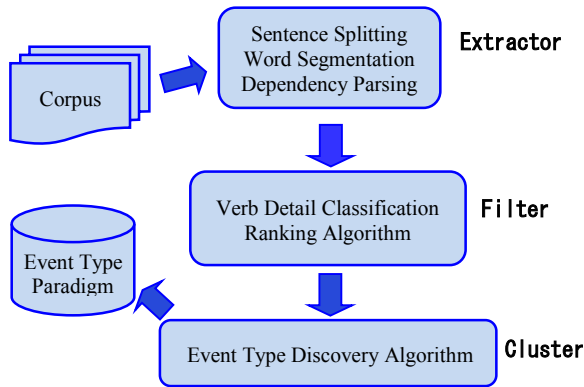 Corpus
Sentence Splitting
Word Segmentation
Dependency Parsing
Extractor
Verb Detail Classification
Ranking Algorithm
Filter
Event Type
Paradigm
Event Type Discovery Algorithm
Cluster